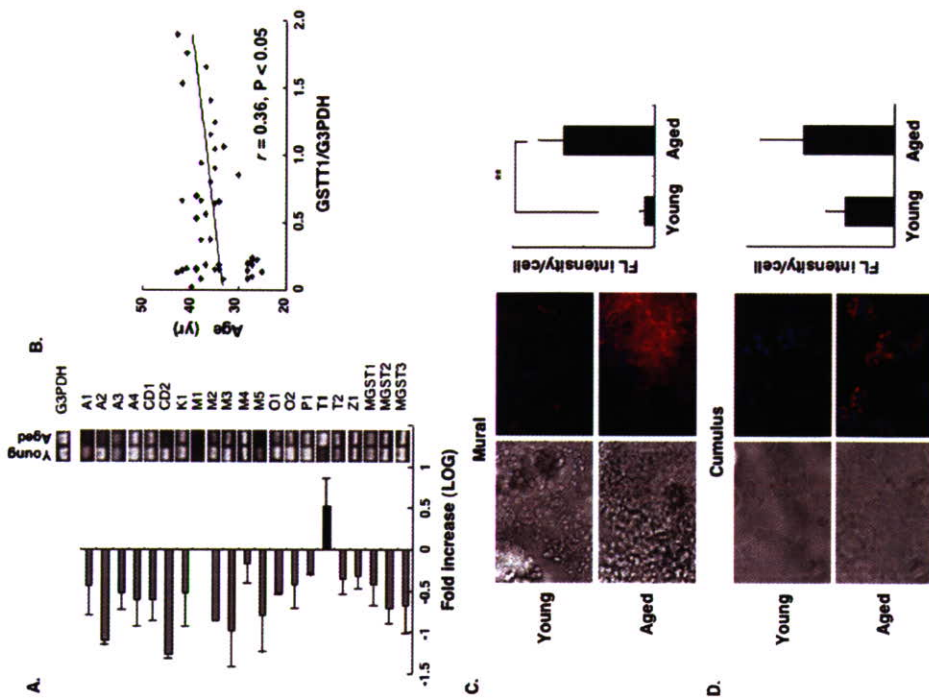 A.
Young
Aged
G3PDH
A1
A2
A3
A4
CD1
CD2
K1
M1
M2
M3
M4
M5
O1
O2
P1
T1
T2
Z1
MGST1
MGST2
MGST3
-1.5
-1
-0.5
0
0.5
1
Fold increase (LOG)
B.
50
40
30
20
Age (yr)
0
0.5
1.0
1.5
2.0
GSTT1/G3PDH
r = 0.36, P < 0.05
C.
Mural
Young
Aged
FL intensity/cell
**
Young
Aged
D.
Cumulus
Young
Aged
FL intensity/cell
Young
Aged